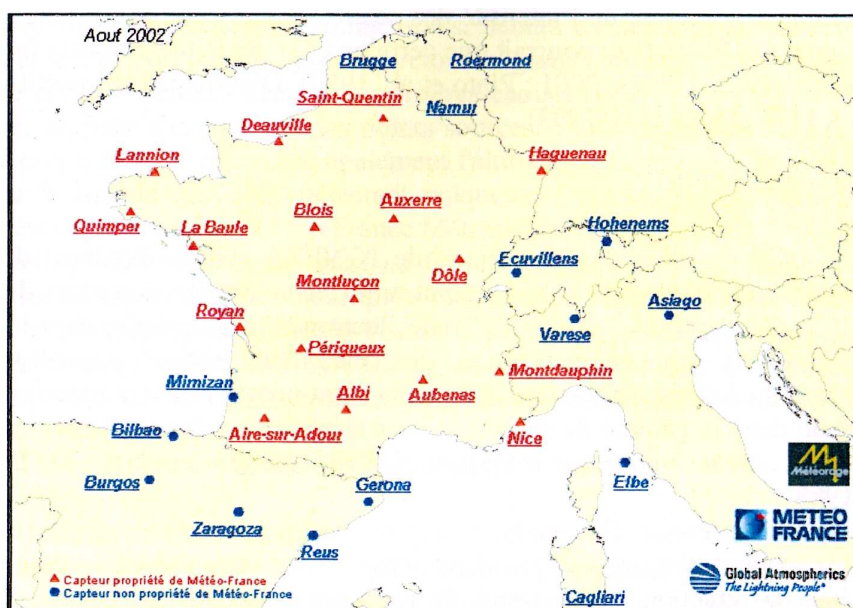 Aouf 2002
Brugge
Roermond
Saint-Quentin
Namur
Deauville
Lannion
Haguenau
Auxerre
Blois
Quimper
La Baule
Hohenems
Ecuvillens
Dôle
Montluçon
Asiago
Royan
Varese
Périgueux
Montdauphin
Mimizan
Albi
Aubenas
Bilbao
Aire-sur-Adour
Nice
Météorage
Burgos
Gerona
Elbe
Zaragoza
METEO
FRANCE
Reus
Capteur propriété de Météo-France
Capteur non propriété de Météo-France
Global Atmospherics
The Lightning People®
Cagliari